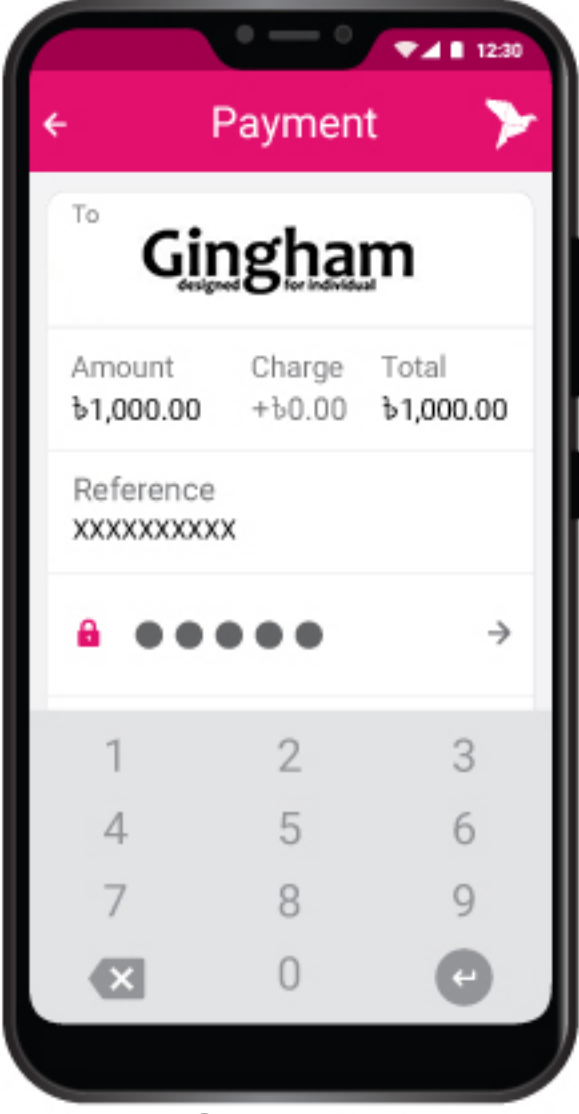 12:30
Payment
To
Gingham
designed for individual
Amount Charge Total
৳1,000.00 +৳0.00 ৳1,000.00
Reference
XXXXXXXXXX
1 2 3
4 5 6
7 8 9
0